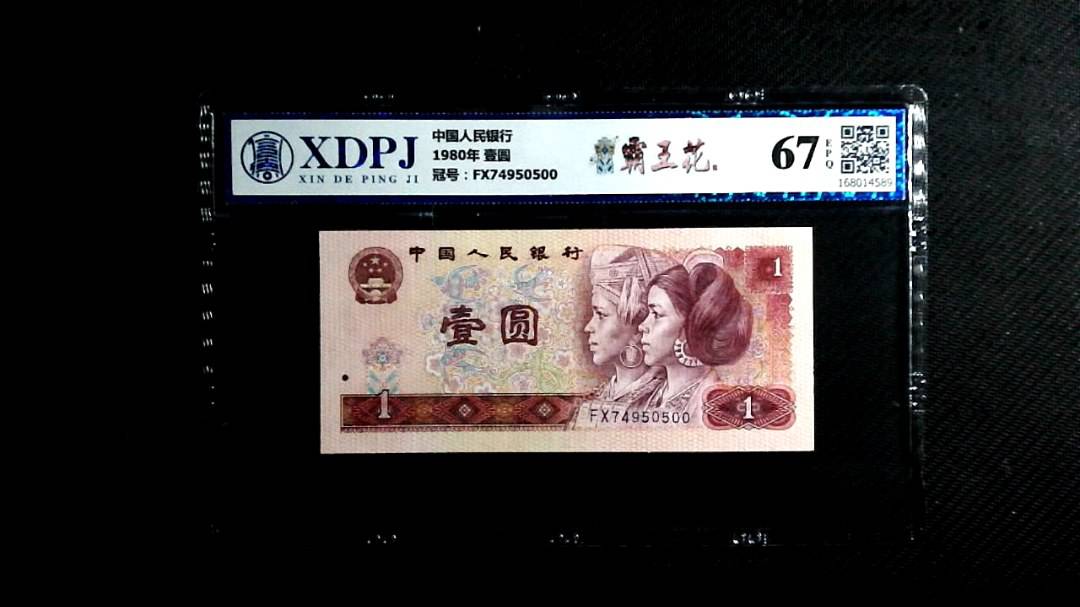 XDPJ
XIN DE PING JI
中国人民银行
1980年 壹圆
冠号：FX74950500
霸王花
67
EPQ
168014589
中国人民银行
1
壹圆
1
FX74950500
1